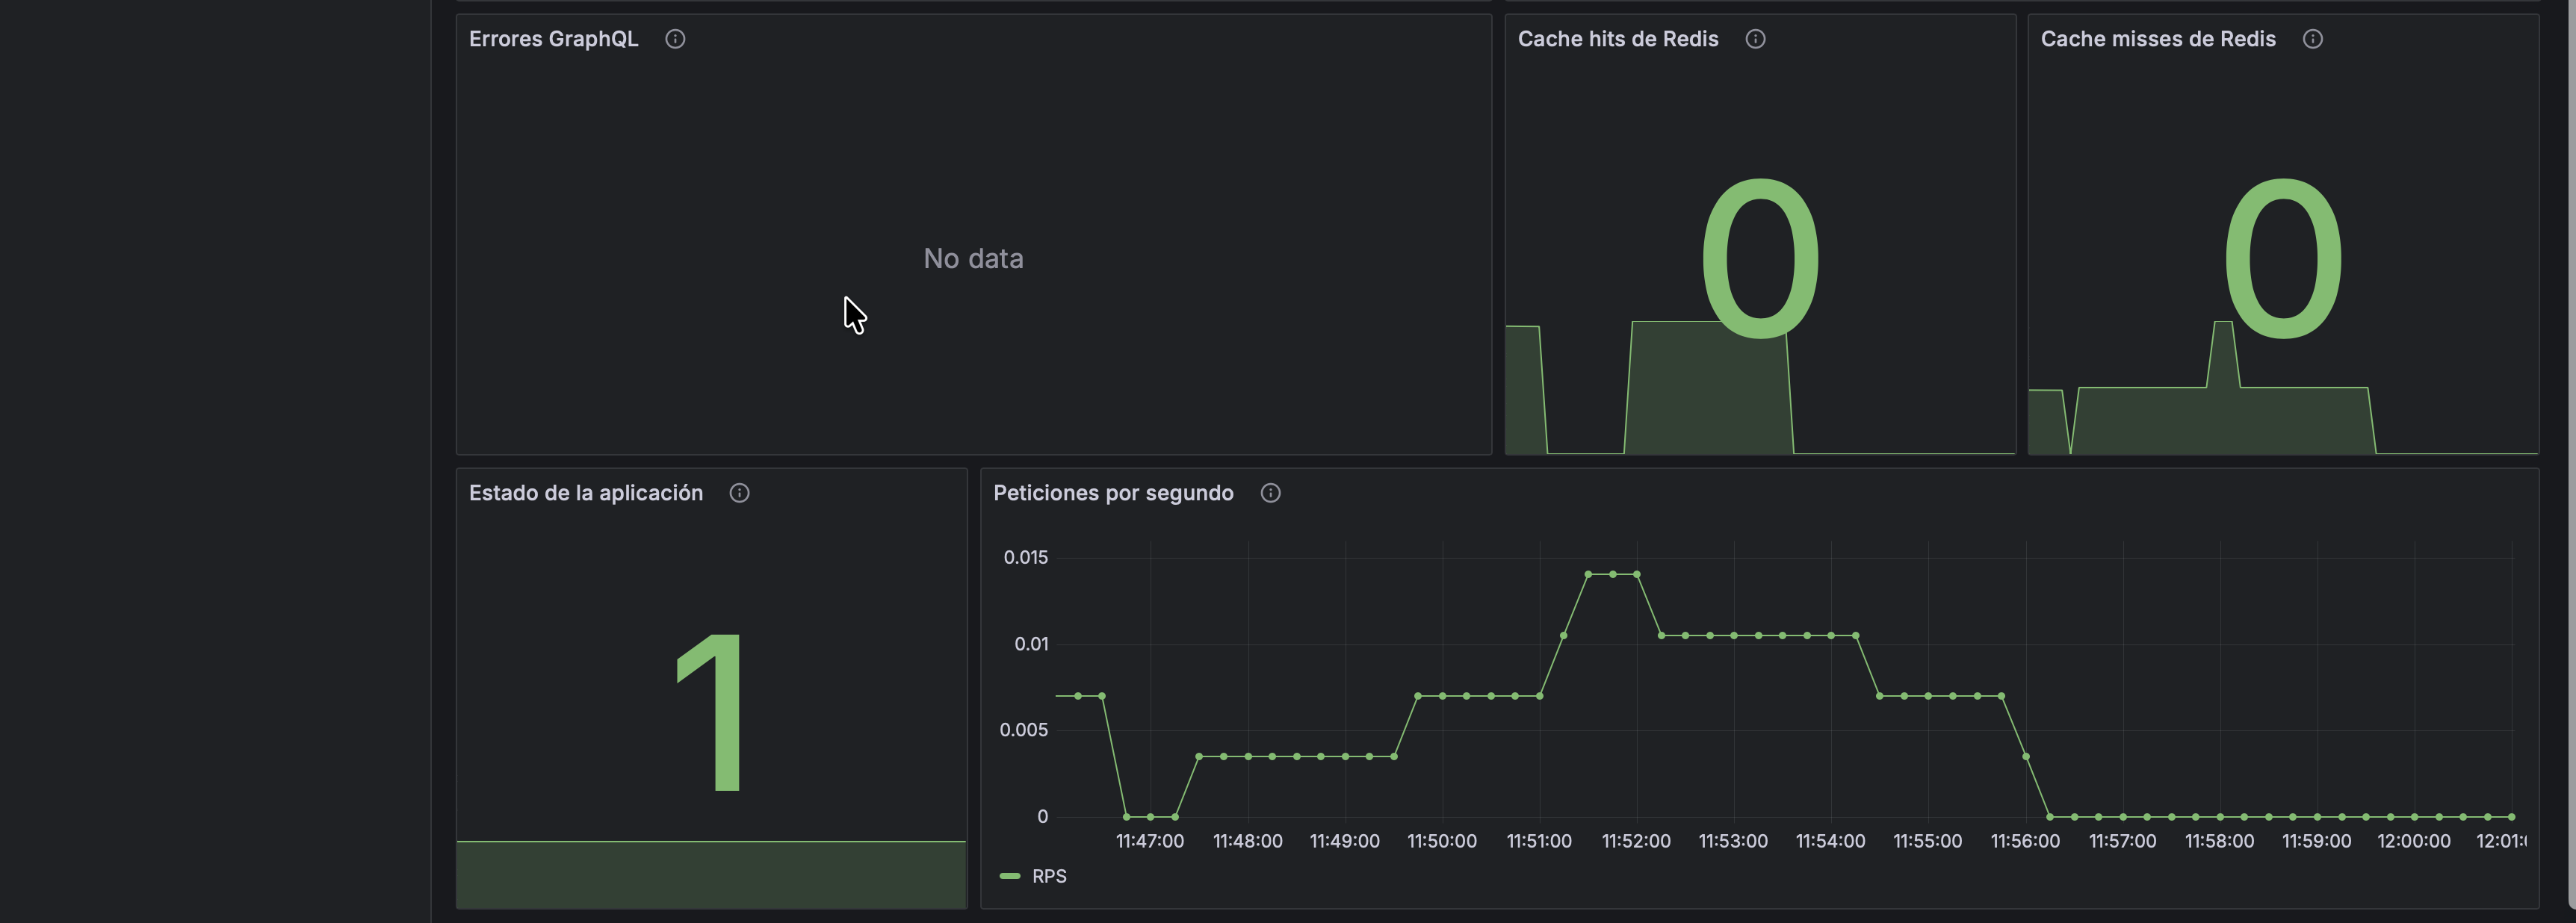 Errores GraphQL
No data
Cache hits de Redis
0
Cache misses de Redis
0
Estado de la aplicación
1
Peticiones por segundo
0.015
0.01
0.005
0
11:47:00 11:48:00 11:49:00 11:50:00 11:51:00 11:52:00 11:53:00 11:54:00 11:55:00 11:56:00 11:57:00 11:58:00 11:59:00 12:00:00 12:01:
RPS